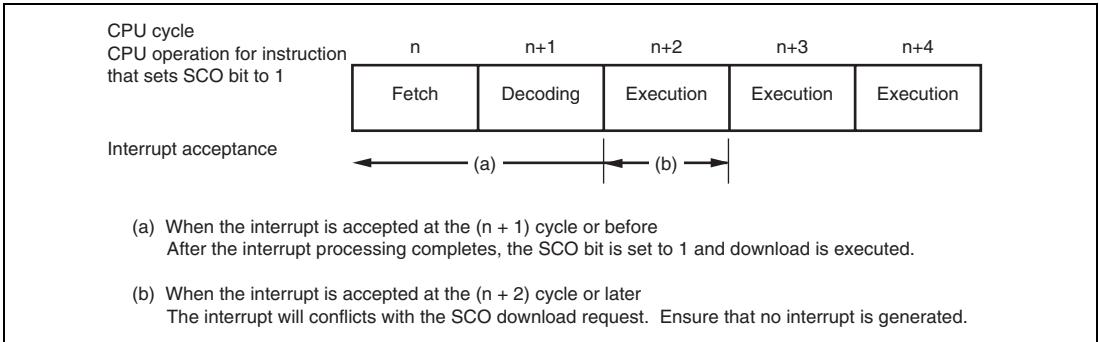 CPU cycle
n n+1 n+2 n+3 n+4
CPU operation for instruction
that sets SCO bit to 1
Fetch Decoding Execution Execution Execution
Interrupt acceptance
(a) (b)
(a) When the interrupt is accepted at the (n + 1) cycle or before
After the interrupt processing completes, the SCO bit is set to 1 and download is executed.
(b) When the interrupt is accepted at the (n + 2) cycle or later
The interrupt will conflicts with the SCO download request. Ensure that no interrupt is generated.